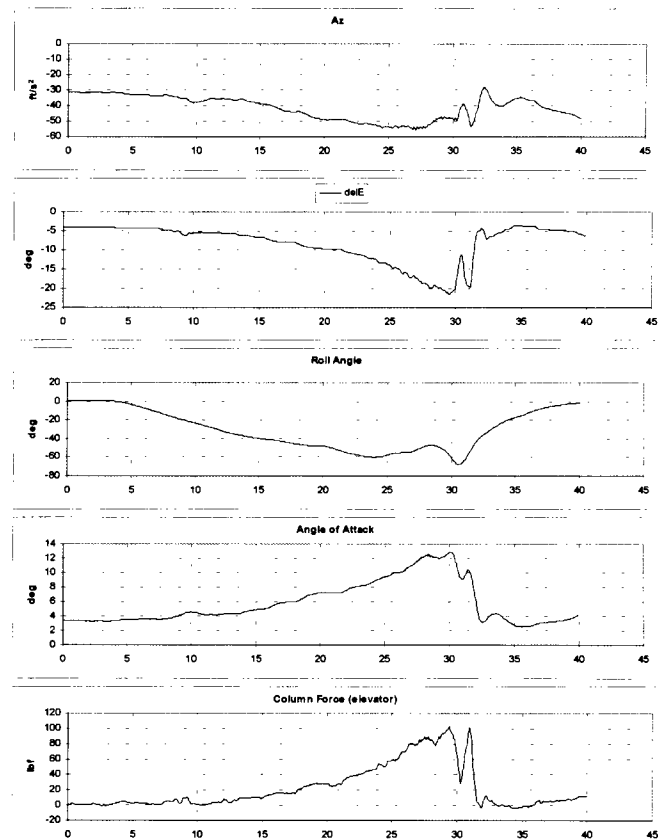 Az
0
-10
-20
-30
-40
-50
-60
ft/s²
0 5 10 15 20 25 30 35 40 45
delE
0
-5
-10
-15
-20
-25
deg
0 5 10 15 20 25 30 35 40 45
Roll Angle
20
0
-20
-40
-60
-80
deg
0 5 10 15 20 25 30 35 40 45
Angle of Attack
14
12
10
8
6
4
2
0
deg
0 5 10 15 20 25 30 35 40 45
Column Force (elevator)
120
100
80
60
40
20
0
-20
lbf
0 5 10 15 20 25 30 35 40 45